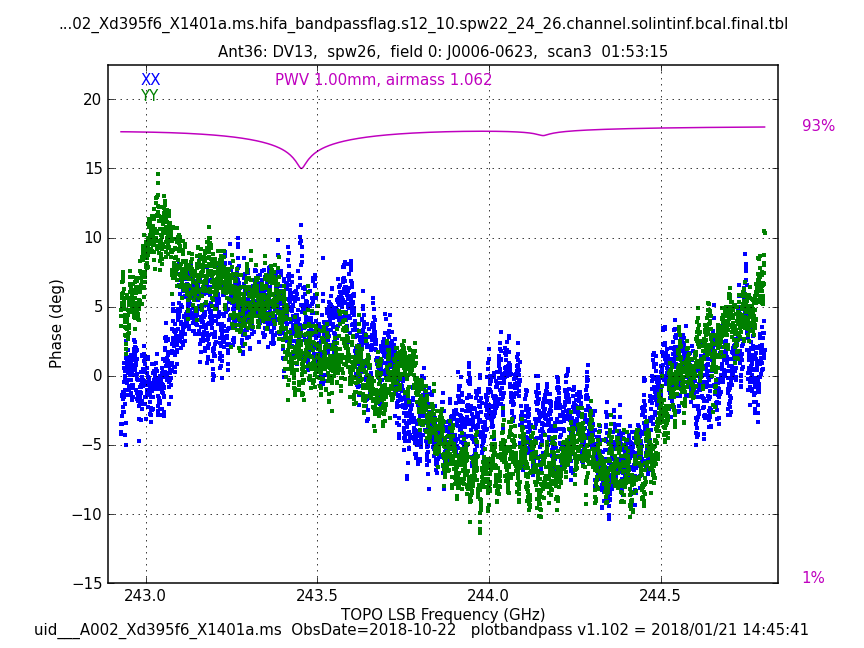 ...02_Xd395f6_X1401a.ms.hifa_bandpassflag.s12_10.spw22_24_26.channel.solintinf.bcal.final.tbl
Ant36: DV13,  spw26,  field 0: J0006-0623,  scan3  01:53:15
XX
YY
PWV 1.00mm, airmass 1.062
93%
1%
Phase (deg)
20
15
10
5
0
−5
−10
−15
243.0
243.5
244.0
244.5
TOPO LSB Frequency (GHz)
uid___A002_Xd395f6_X1401a.ms  ObsDate=2018-10-22   plotbandpass v1.102 = 2018/01/21 14:45:41